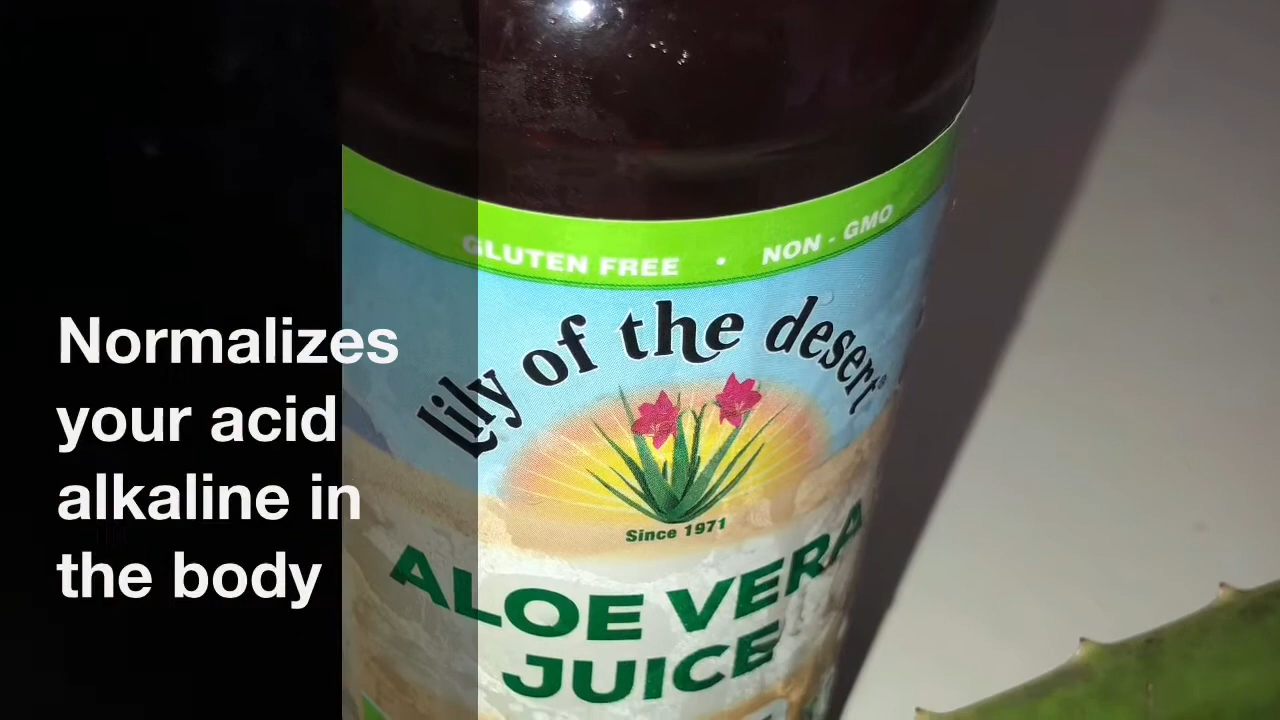 Normalizes
your acid
alkaline in
the body
GLUTEN FREE • NON - GMO
lily of the desert®
Since 1971
ALOE VERA
JUICE